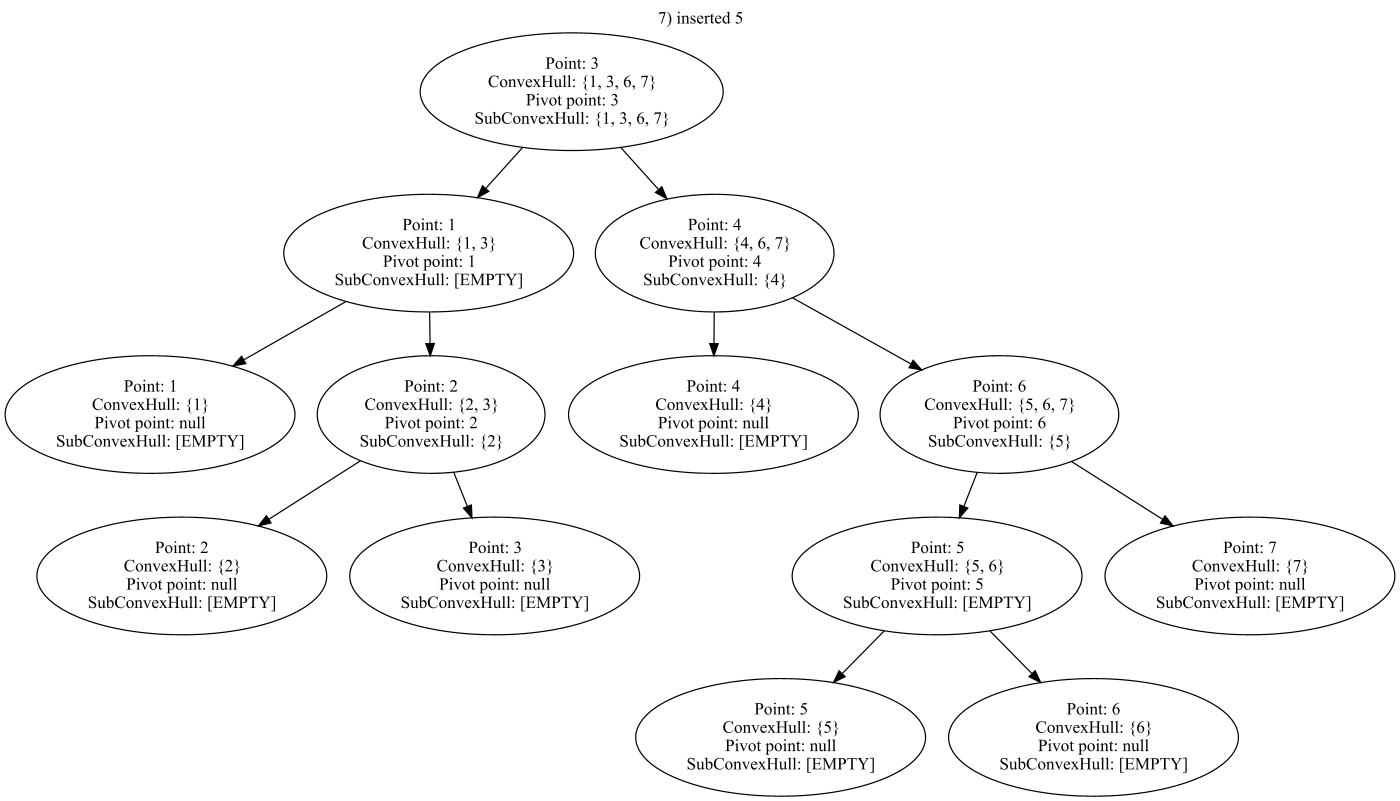 7) inserted 5
Point: 3
ConvexHull: {1, 3, 6, 7}
Pivot point: 3
SubConvexHull: {1, 3, 6, 7}
Point: 1
ConvexHull: {1, 3}
Pivot point: 1
SubConvexHull: [EMPTY]
Point: 4
ConvexHull: {4, 6, 7}
Pivot point: 4
SubConvexHull: {4}
Point: 1
ConvexHull: {1}
Pivot point: null
SubConvexHull: [EMPTY]
Point: 2
ConvexHull: {2, 3}
Pivot point: 2
SubConvexHull: {2}
Point: 4
ConvexHull: {4}
Pivot point: null
SubConvexHull: [EMPTY]
Point: 6
ConvexHull: {5, 6, 7}
Pivot point: 6
SubConvexHull: {5}
Point: 2
ConvexHull: {2}
Pivot point: null
SubConvexHull: [EMPTY]
Point: 3
ConvexHull: {3}
Pivot point: null
SubConvexHull: [EMPTY]
Point: 5
ConvexHull: {5, 6}
Pivot point: 5
SubConvexHull: [EMPTY]
Point: 7
ConvexHull: {7}
Pivot point: null
SubConvexHull: [EMPTY]
Point: 5
ConvexHull: {5}
Pivot point: null
SubConvexHull: [EMPTY]
Point: 6
ConvexHull: {6}
Pivot point: null
SubConvexHull: [EMPTY]